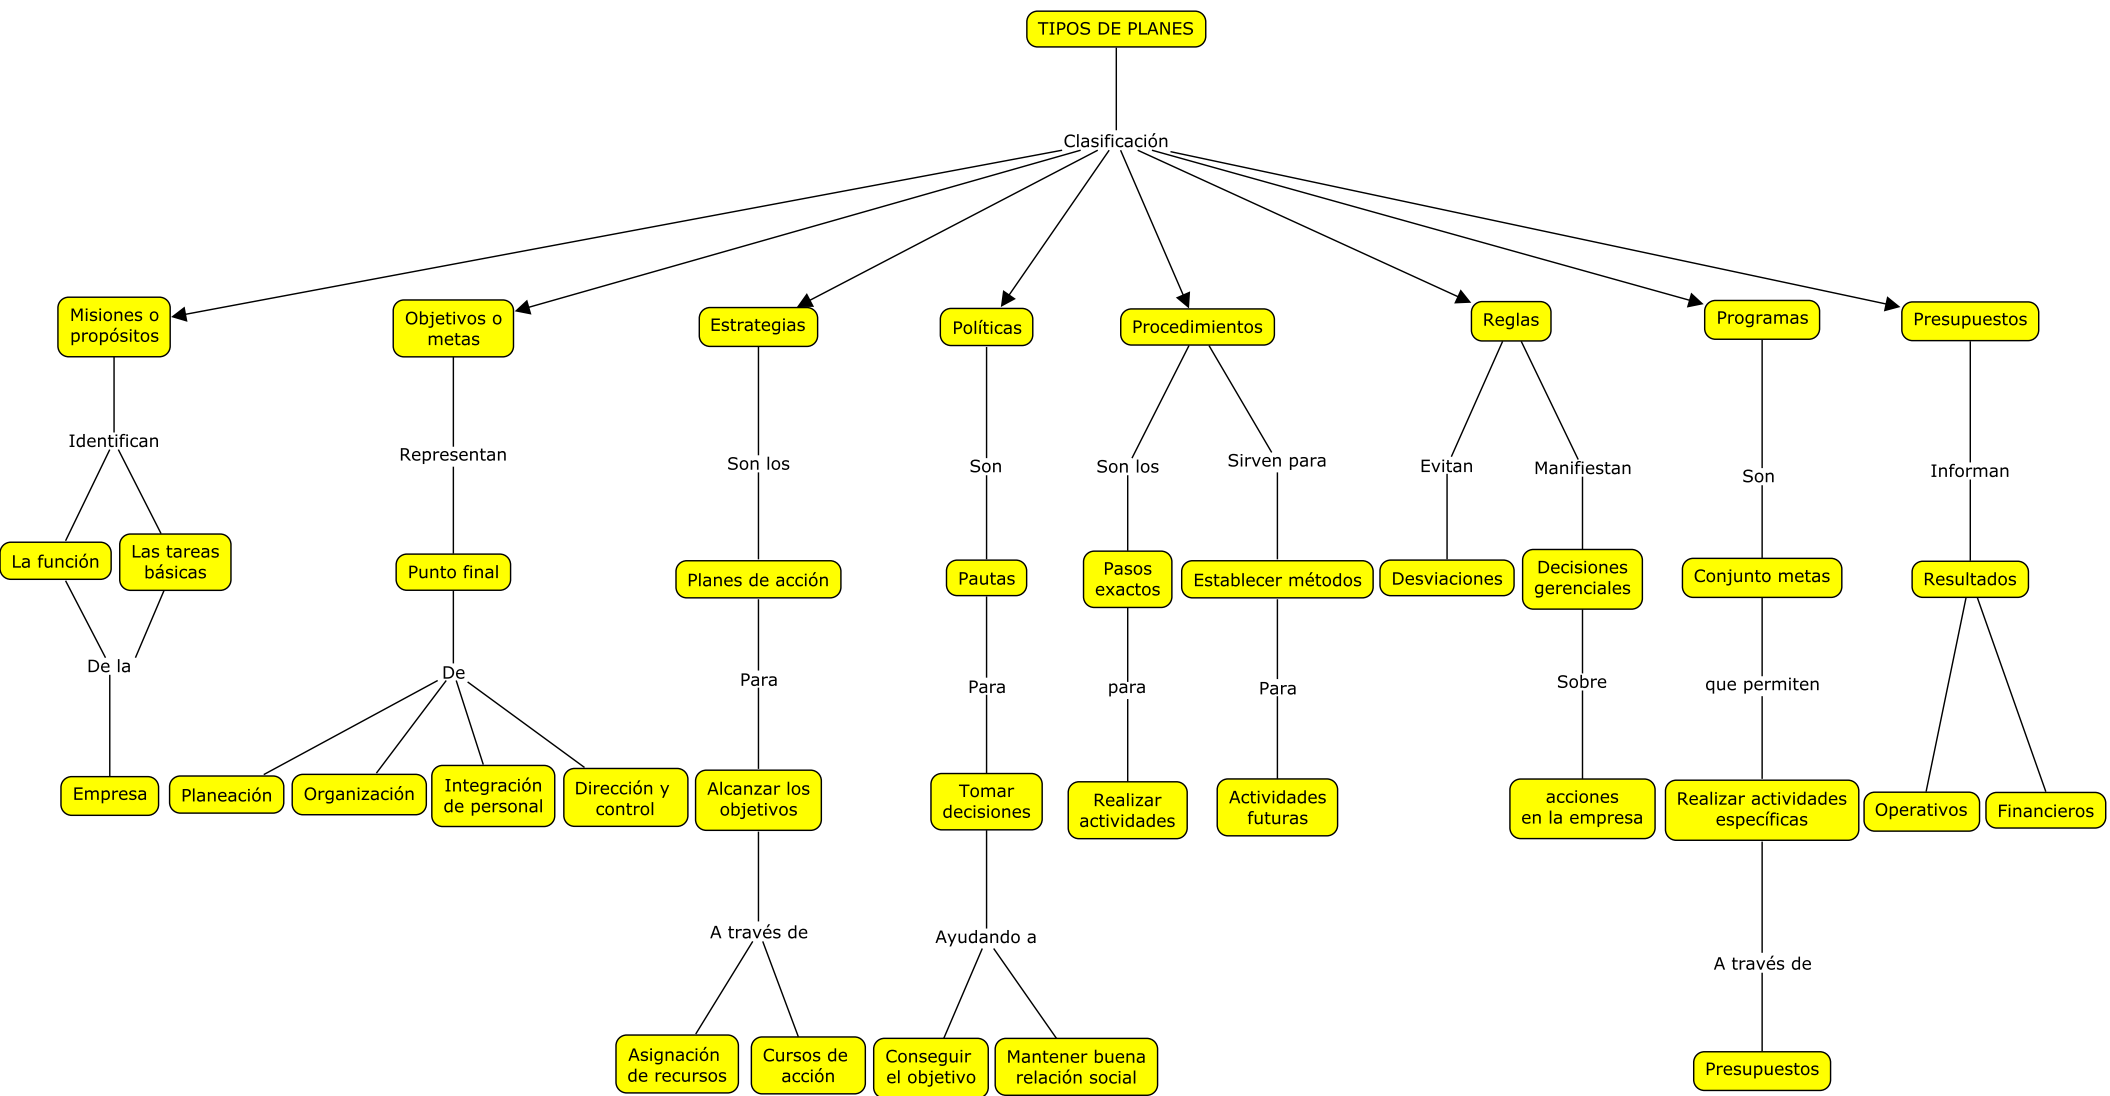 TIPOS DE PLANES
Clasificación
Misiones o
propósitos
Objetivos o
metas
Estrategias
Políticas
Procedimientos
Reglas
Programas
Presupuestos
Identifican
Representan
Son los
Son
Son los
Sirven para
Evitan
Manifiestan
Son
Informan
La función
Las tareas
básicas
Punto final
Planes de acción
Pautas
Pasos
exactos
Establecer métodos
Desviaciones
Decisiones
gerenciales
Conjunto metas
Resultados
De la
De
Para
Para
para
Para
Sobre
que permiten
Empresa
Planeación
Organización
Integración
de personal
Dirección y
control
Alcanzar los
objetivos
Tomar
decisiones
Realizar
actividades
Actividades
futuras
acciones
en la empresa
Realizar actividades
específicas
Operativos
Financieros
A través de
Ayudando a
A través de
Asignación
de recursos
Cursos de
acción
Conseguir
el objetivo
Mantener buena
relación social
Presupuestos